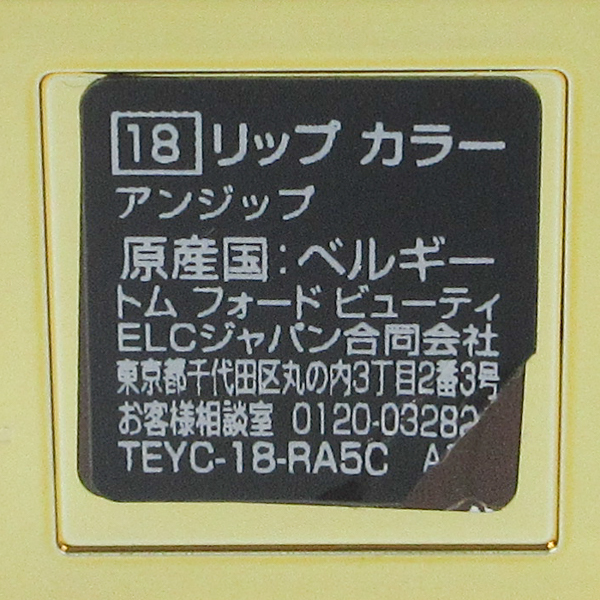 18 リップ カラー
アンジップ
原産国:ベルギー
トム フォード ビューティ
ELCジャパン合同会社
東京都千代田区丸の内3丁目2番3号
お客様相談室 0120-03282
TEYC-18-RA5C